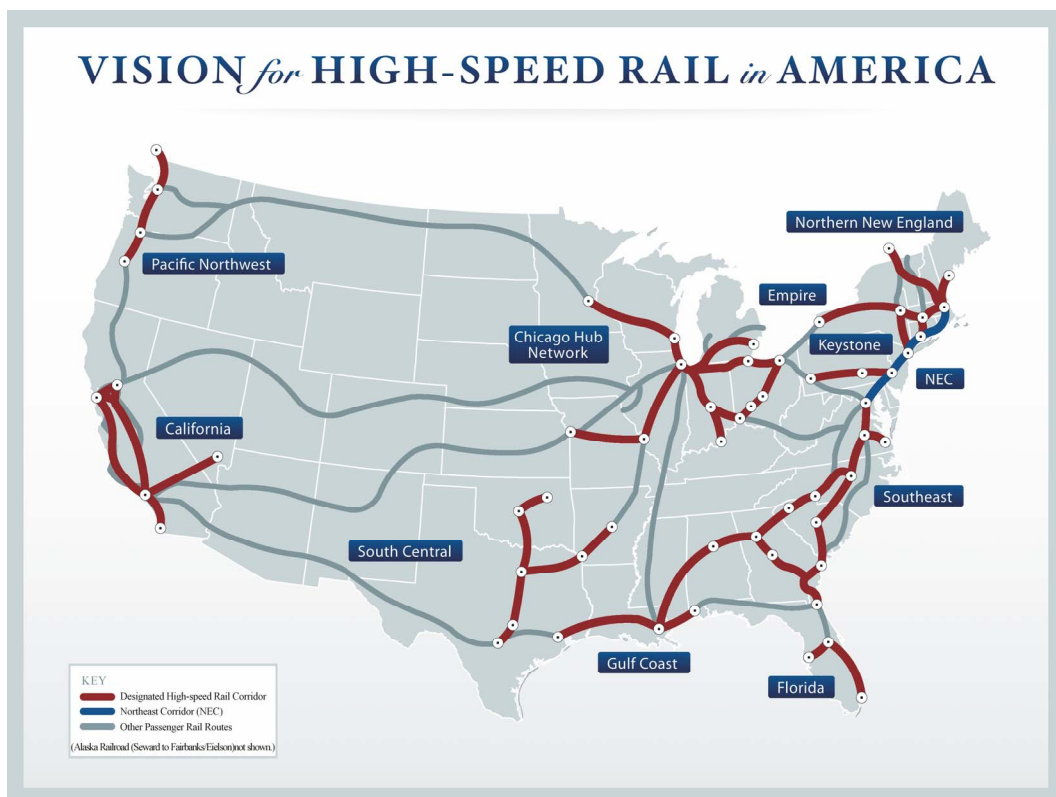 VISION for HIGH-SPEED RAIL in AMERICA
Northern New England
Pacific Northwest
Empire
Chicago Hub
Network
Keystone
NEC
California
Southeast
South Central
Gulf Coast
Florida
KEY
Designated High-speed Rail Corridor
Northeast Corridor (NEC)
Other Passenger Rail Routes
(Alaska Railroad (Seward to Fairbanks/Eielson)not shown.)